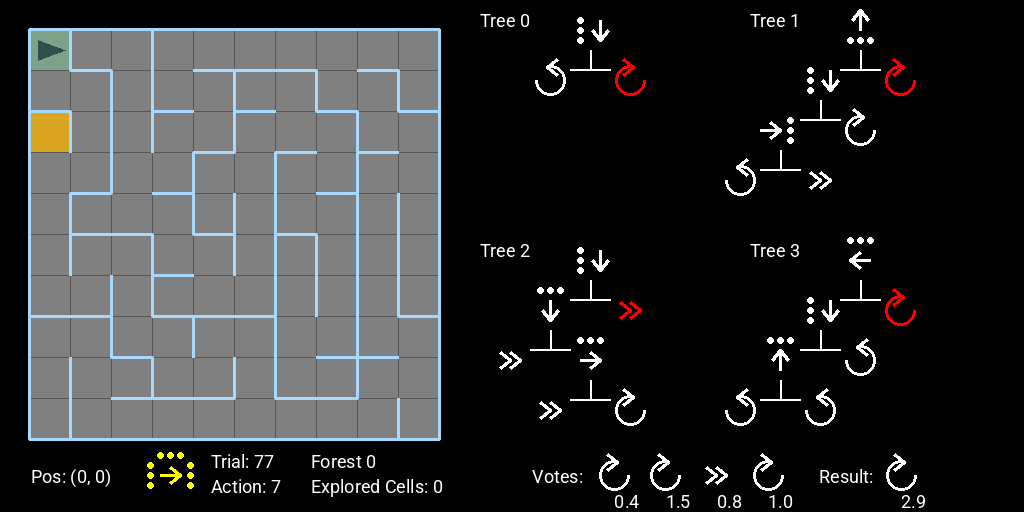 Tree 0
Tree 1
Tree 2
Tree 3
Pos: (0, 0)
Trial: 77
Action: 7
Forest 0
Explored Cells: 0
Votes:
0.4
1.5
0.8
1.0
Result:
2.9